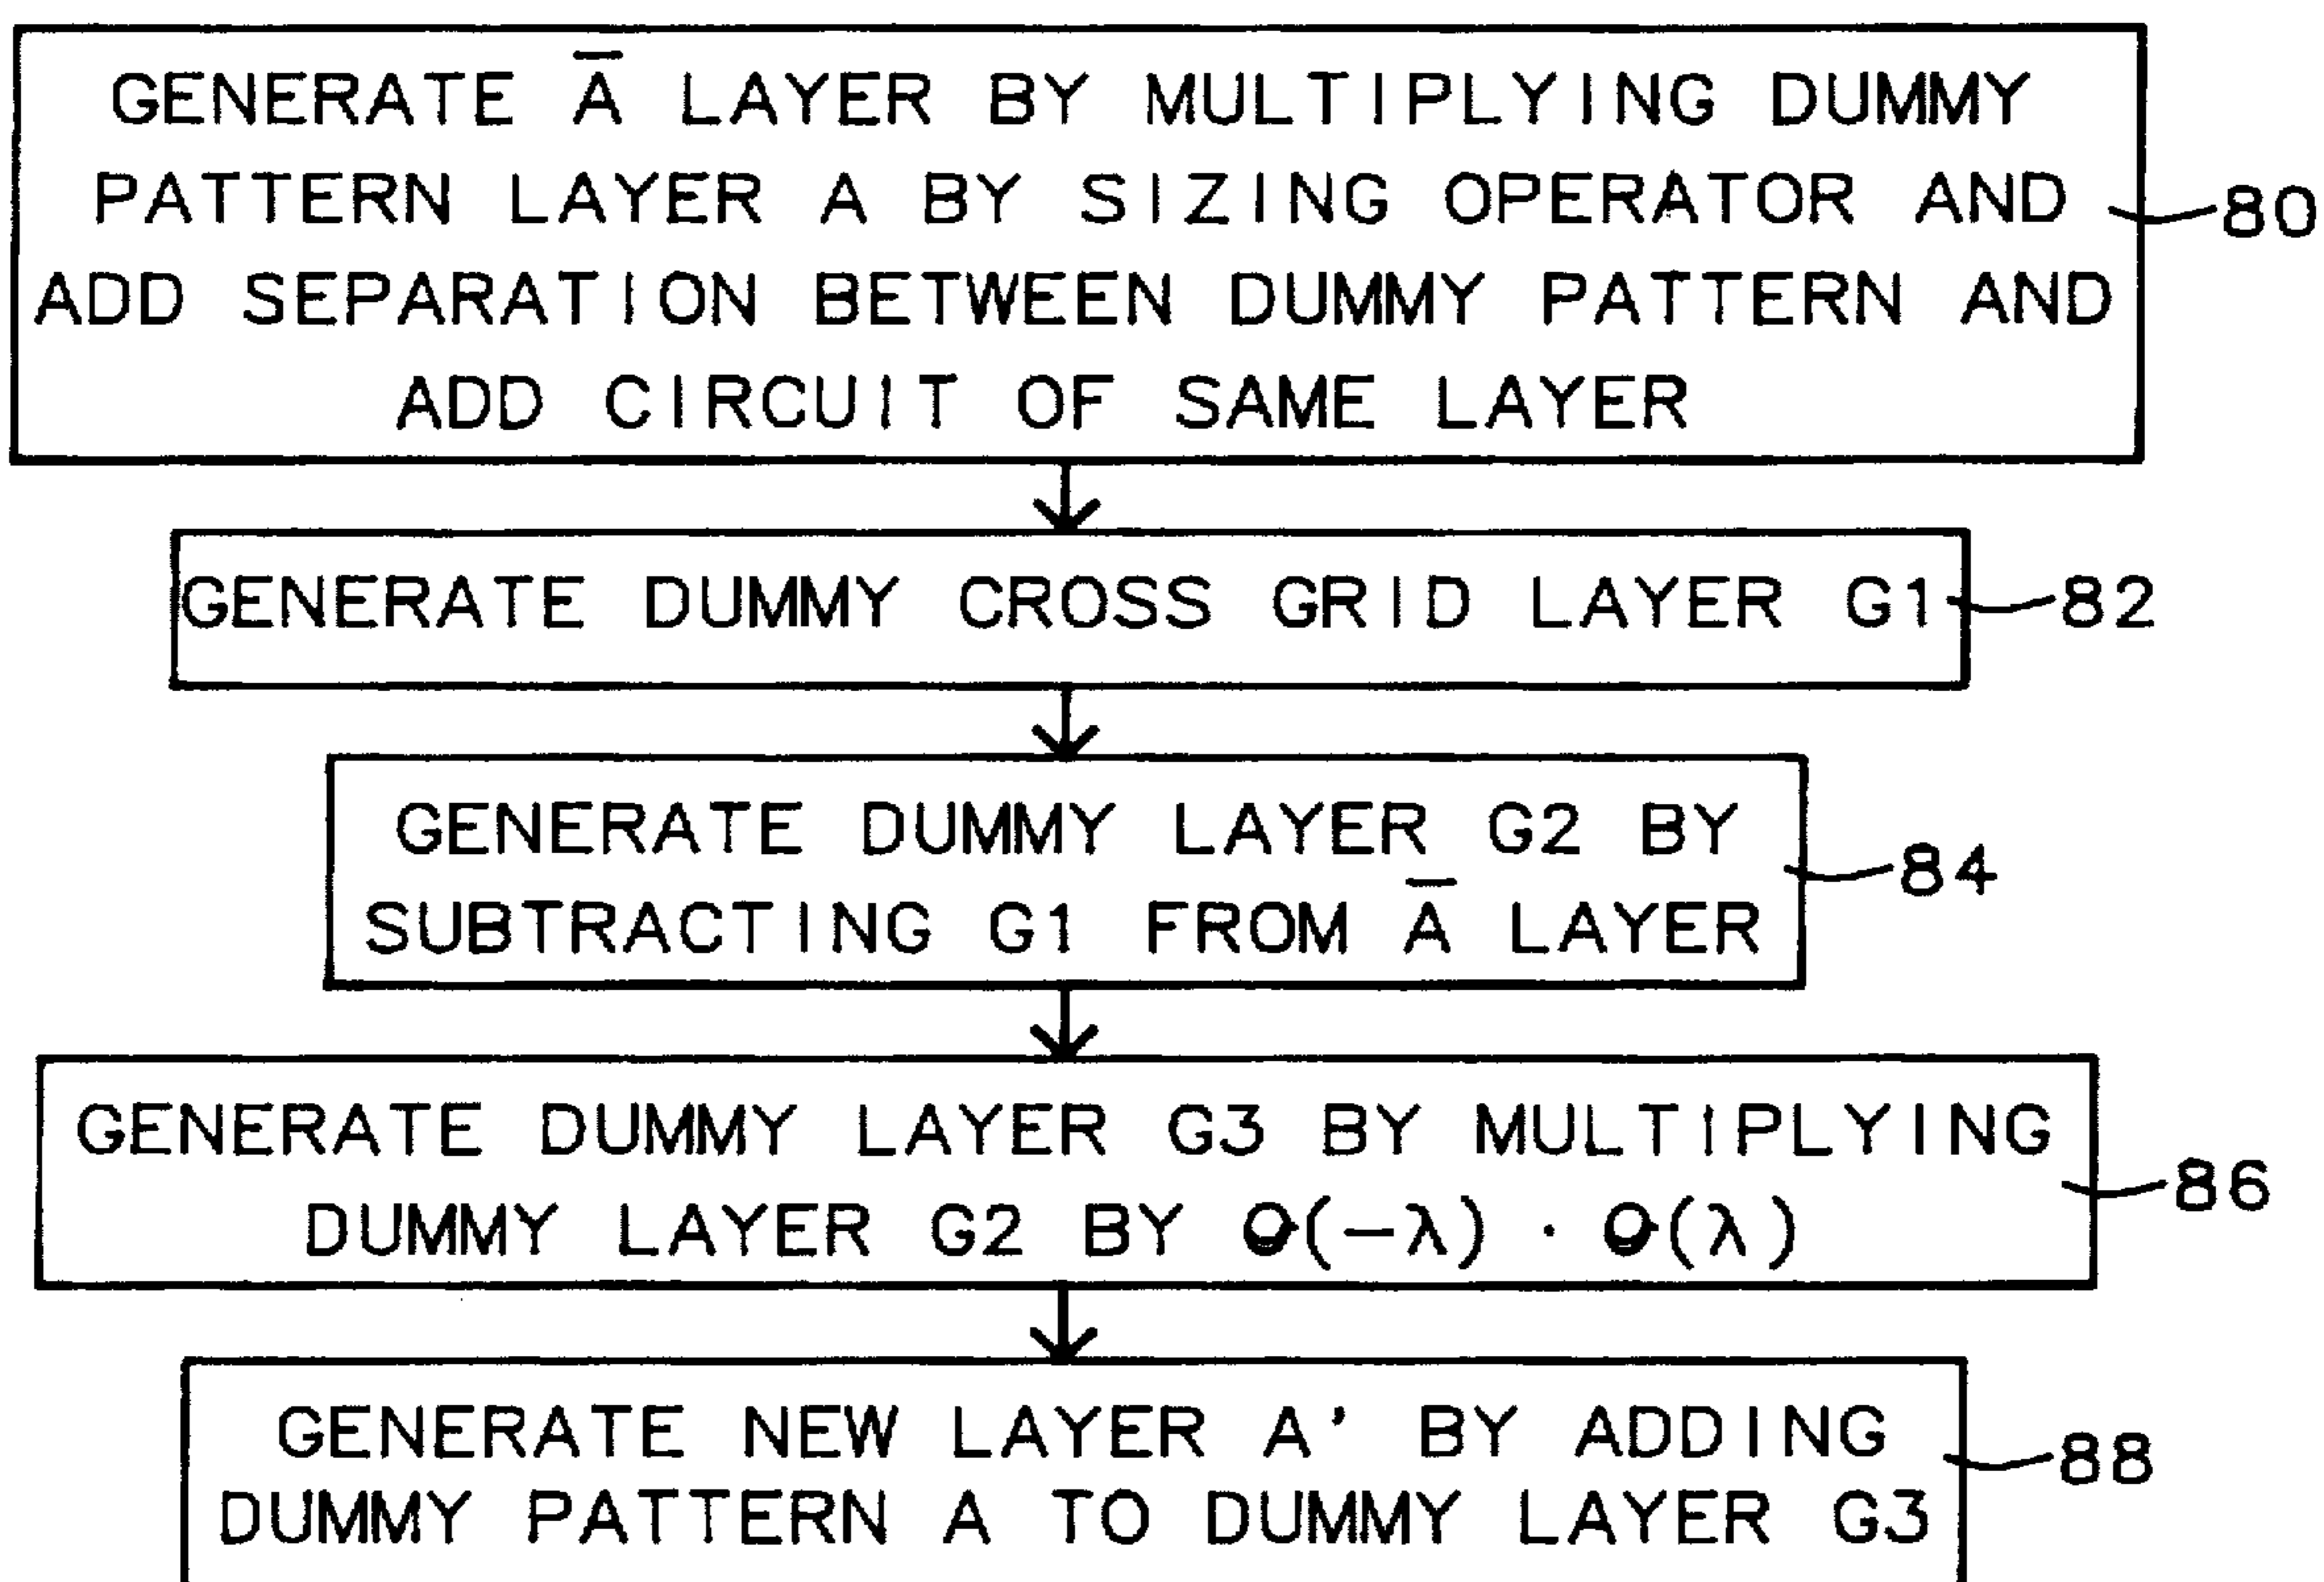 GENERATE A̅ LAYER BY MULTIPLYING DUMMY
PATTERN LAYER A BY SIZING OPERATOR AND
ADD SEPARATION BETWEEN DUMMY PATTERN AND
ADD CIRCUIT OF SAME LAYER
80
GENERATE DUMMY CROSS GRID LAYER G1
82
GENERATE DUMMY LAYER G2 BY
SUBTRACTING G1 FROM A̅ LAYER
84
GENERATE DUMMY LAYER G3 BY MULTIPLYING
DUMMY LAYER G2 BY O(-λ) · O(λ)
86
GENERATE NEW LAYER A' BY ADDING
DUMMY PATTERN A TO DUMMY LAYER G3
88